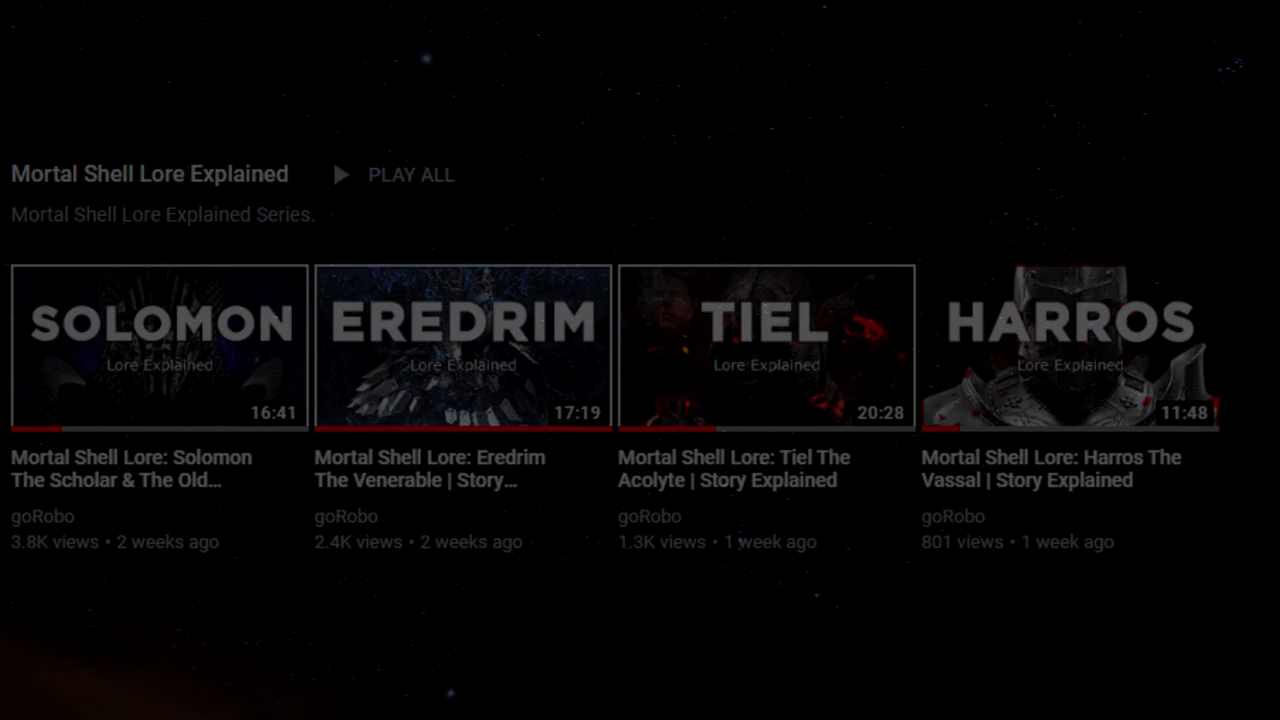 Mortal Shell Lore Explained
PLAY ALL
Mortal Shell Lore Explained Series.
SOLOMON
Lore Explained
16:41
EREDRIM
Lore Explained
17:19
TIEL
Lore Explained
20:28
HARROS
Lore Explained
11:48
Mortal Shell Lore: Solomon
The Scholar & The Old...
goRobo
3.8K views • 2 weeks ago
Mortal Shell Lore: Eredrim
The Venerable | Story...
goRobo
2.4K views • 2 weeks ago
Mortal Shell Lore: Tiel The
Acolyte | Story Explained
goRobo
1.3K views • 1 week ago
Mortal Shell Lore: Harros The
Vassal | Story Explained
goRobo
801 views • 1 week ago